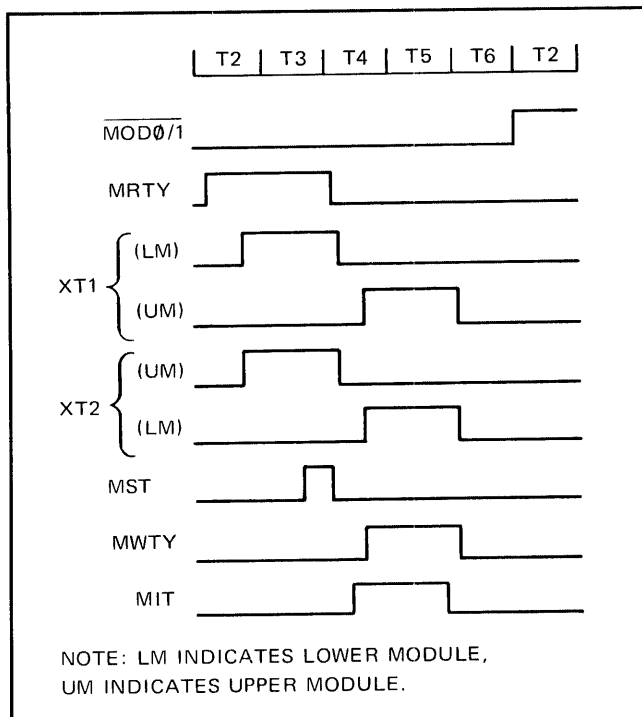 T2 T3 T4 T5 T6 T2
MODØ/1
MRTY
XT1
(LM)
(UM)
XT2
(UM)
(LM)
MST
MWTY
MIT
NOTE: LM INDICATES LOWER MODULE,
UM INDICATES UPPER MODULE.